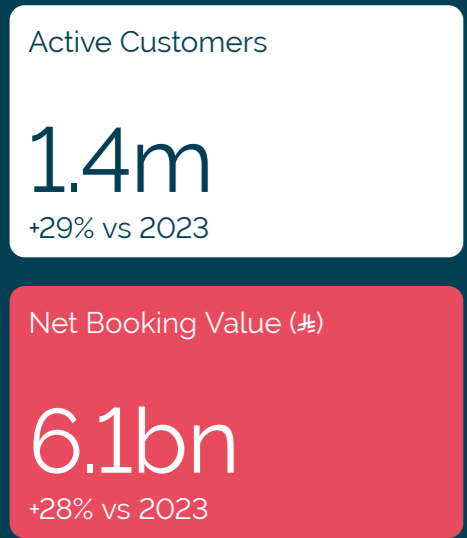 Active Customers
1.4m
+29% vs 2023
Net Booking Value (⃁)
6.1bn
+28% vs 2023